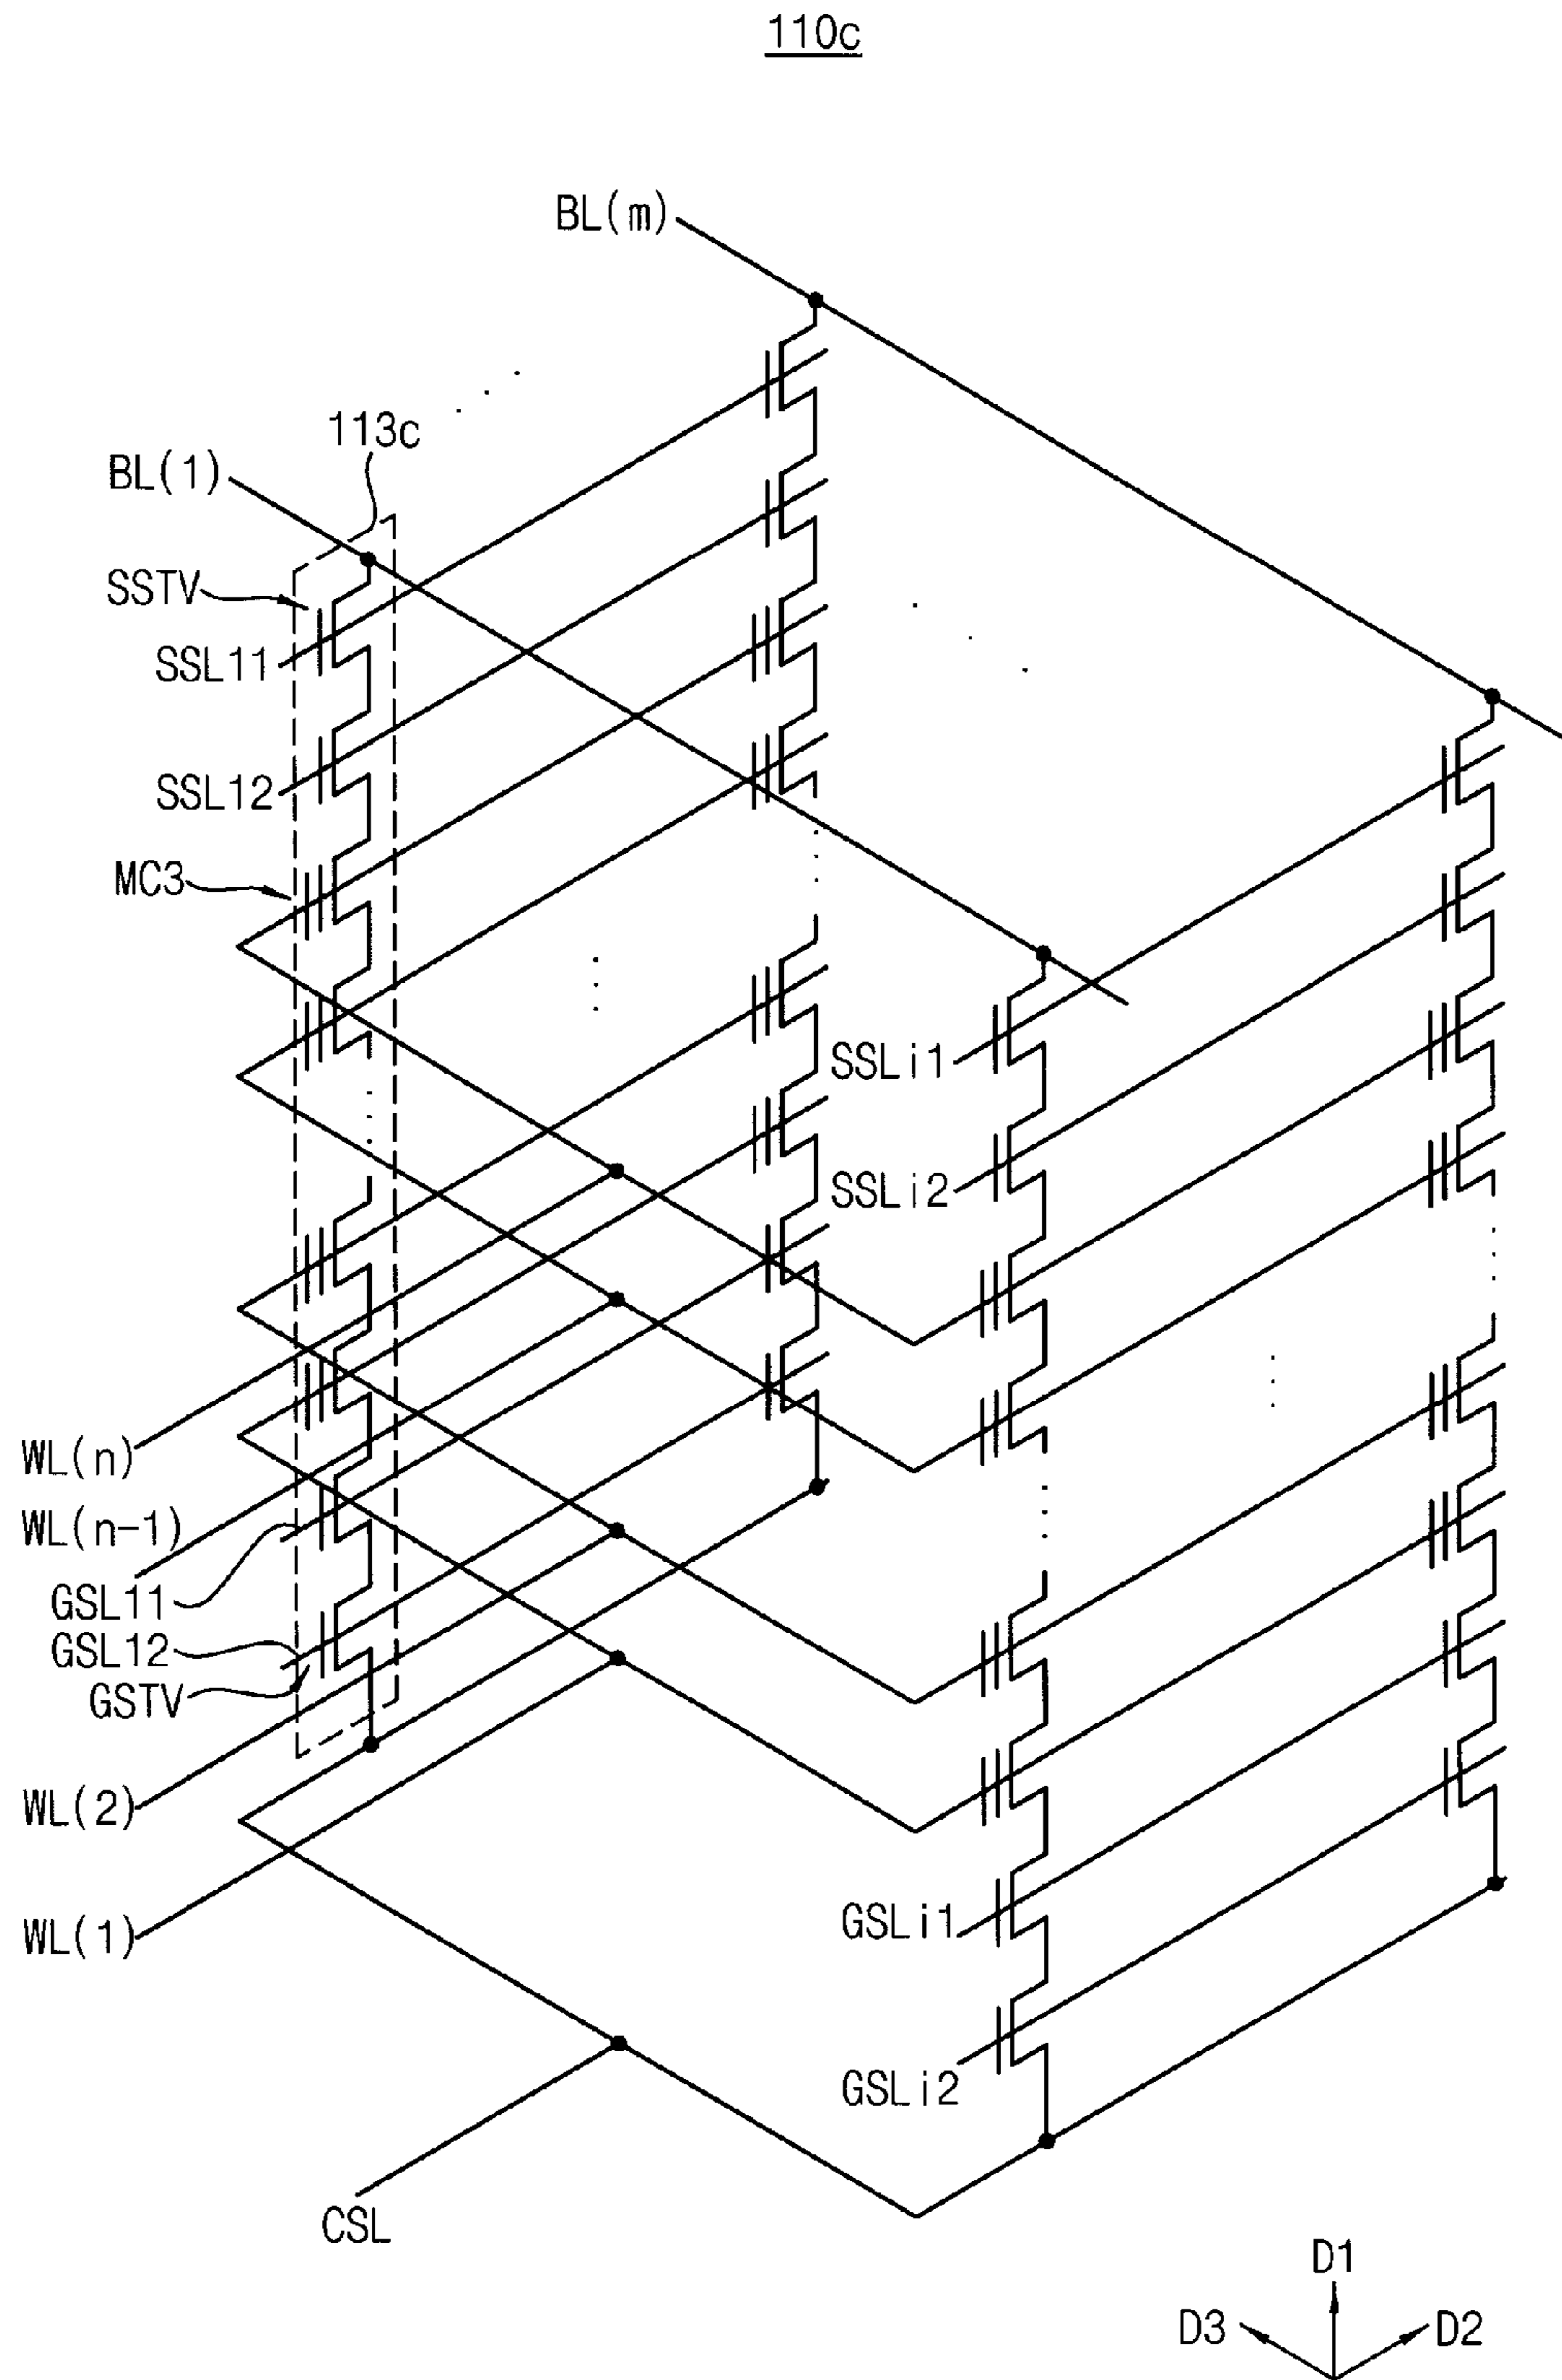 110c
BL(m)
113c
BL(1)
SSTV
SSL11
SSL12
MC3
SSLi1
SSLi2
WL(n)
WL(n-1)
GSL11
GSL12
GSTV
WL(2)
GSLi1
WL(1)
GSLi2
CSL
D1
D3
D2